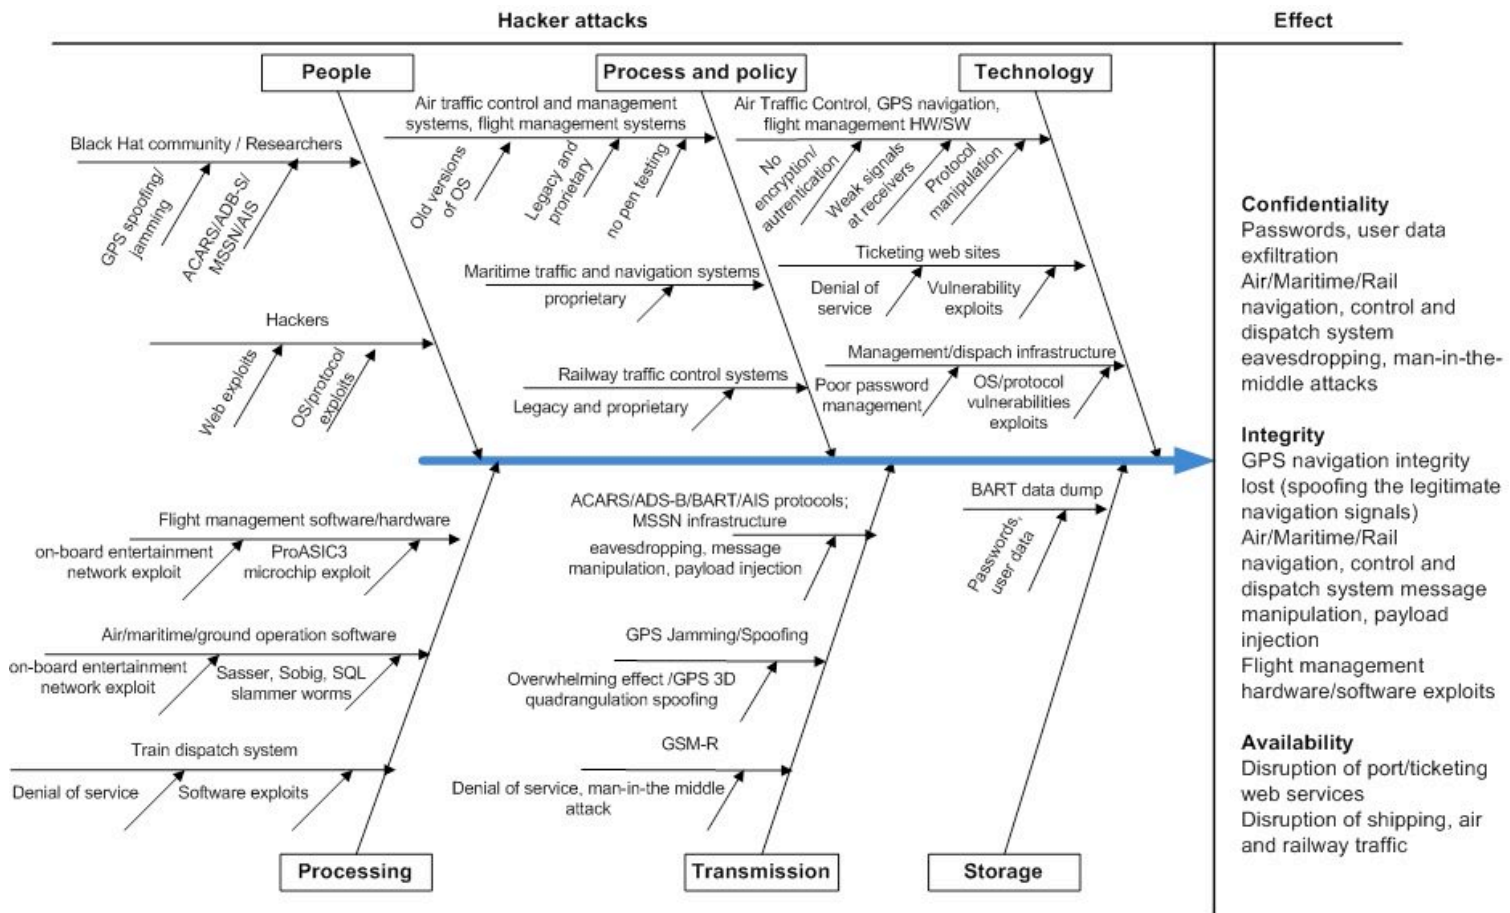 Hacker attacks
Effect
People
Process and policy
Technology
Black Hat community / Researchers
GPS spoofing/
jamming
ACARS/ADB-S/
MSSN/AIS
Hackers
Web exploits
OS/protocol
exploits
Air traffic control and management
systems, flight management systems
Old versions
of OS
Legacy and
prorietary
no pen testing
Maritime traffic and navigation systems
proprietary
Railway traffic control systems
Legacy and proprietary
Air Traffic Control, GPS navigation,
flight management HW/SW
No
encryption/
autrentication
Weak signals
at receivers
Protocol
manipulation
Ticketing web sites
Denial of
service
Vulnerability
exploits
Management/dispach infrastructure
Poor password
management
OS/protocol
vulnerabilities
exploits
Flight management software/hardware
on-board entertainment
network exploit
ProASIC3
microchip exploit
Air/maritime/ground operation software
on-board entertainment
network exploit
Sasser, Sobig, SQL
slammer worms
Train dispatch system
Denial of service
Software exploits
ACARS/ADS-B/BART/AIS protocols;
MSSN infrastructure
eavesdropping, message
manipulation, payload injection
GPS Jamming/Spoofing
Overwhelming effect /GPS 3D
quadrangulation spoofing
GSM-R
Denial of service, man-in-the middle
attack
BART data dump
Passwords,
user data
Processing
Transmission
Storage
Confidentiality
Passwords, user data
exfiltration
Air/Maritime/Rail
navigation, control and
dispatch system
eavesdropping, man-in-the-
middle attacks
Integrity
GPS navigation integrity
lost (spoofing the legitimate
navigation signals)
Air/Maritime/Rail
navigation, control and
dispatch system message
manipulation, payload
injection
Flight management
hardware/software exploits
Availability
Disruption of port/ticketing
web services
Disruption of shipping, air
and railway traffic